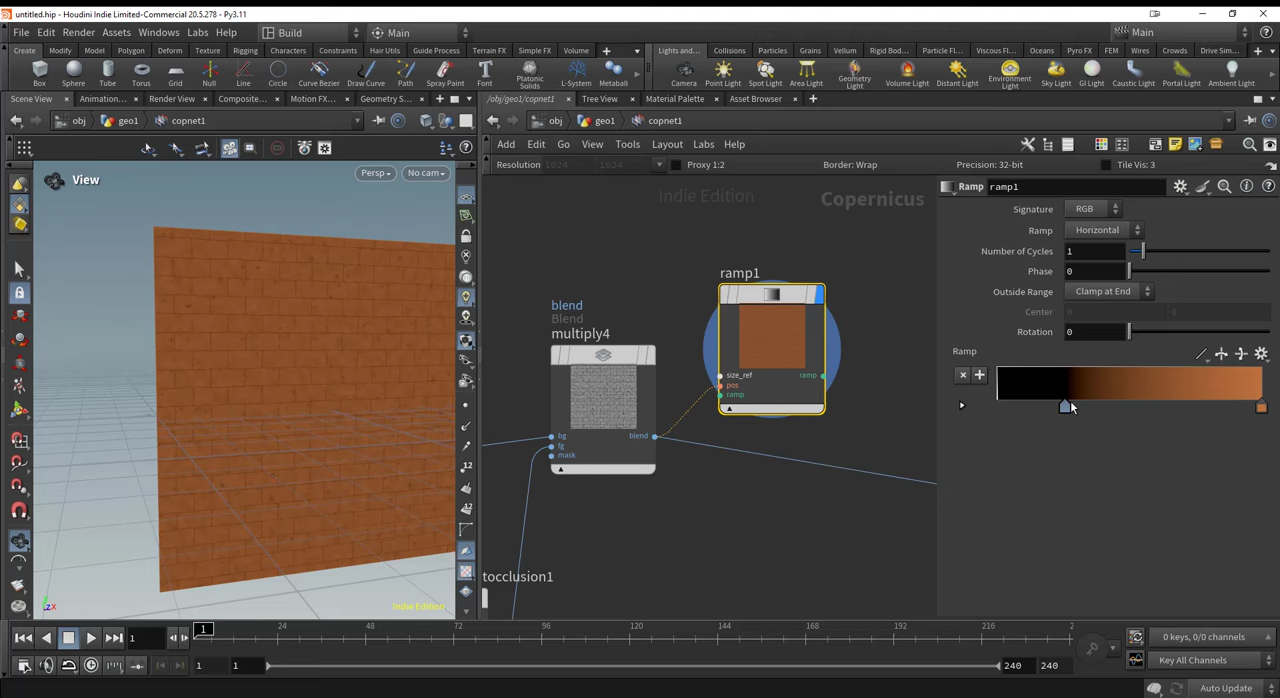 untitled.hip - Houdini Indie Limited-Commercial 20.5.278 - Py3.11
File Edit Render Assets Windows Labs Help Build Main Main
Create Modify Model Polygon Deform Texture Rigging Characters Constraints Hair Utils Guide Process Terrain FX Simple FX Volume Lights and... Collisions Particles Grains Vellum Rigid Bod... Particle Fl... Viscous Fl... Oceans Pyro FX FEM Wires Crowds Drive Sim...
Box Sphere Tube Torus Grid Null Line Circle Curve Bezier Draw Curve Path Spray Paint Font Platonic Solids L-System Metaball Camera Point Light Spot Light Area Light Geometry Light Volume Light Distant Light Environment Light Sky Light GI Light Caustic Light Portal Light Ambient Light
Scene View Animation... Render View Composite... Motion FX... Geometry S... /obj/geo1/copnet1 Tree View Material Palette Asset Browser
obj geo1 copnet1 obj geo1 copnet1
Add Edit Go View Tools Layout Labs Help
Resolution 1024 1024 Proxy 1:2 Border: Wrap Precision: 32-bit Tile Vis: 3
View Persp No cam
Indie Edition Copernicus
Ramp ramp1
Signature RGB
Ramp Horizontal
Number of Cycles 1
Phase 0
Outside Range Clamp at End
Center 0 0
Rotation 0
Ramp
ramp1
size_ref
pos
ramp
ramp
blend
Blend
multiply4
bg
fg
mask
blend
tocclusion1
12
12
Indie Edition
1 24 48 72 96 120 144 168 192 216 2
1
1 1 240 240
0 keys, 0/0 channels
Key All Channels
Auto Update